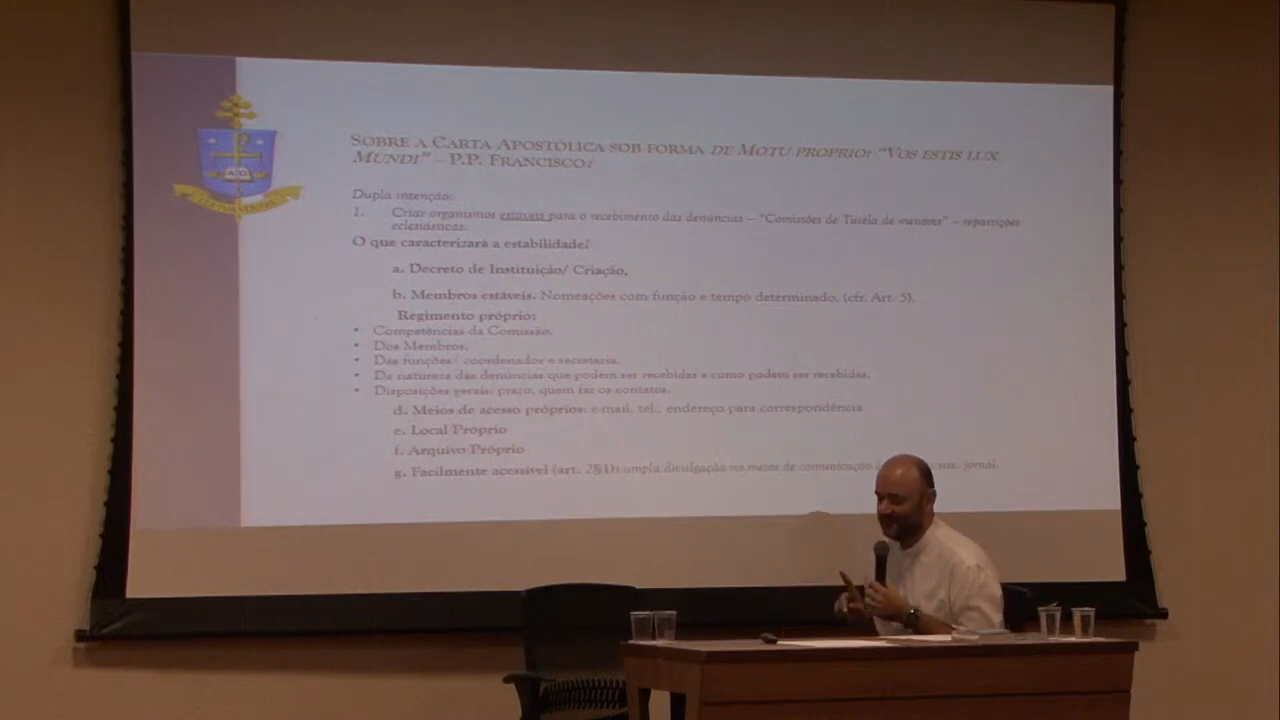 SOBRE A CARTA APOSTÓLICA SOB FORMA DE MOTU PROPRIO: "VOS ESTIS LUX
MUNDI" – P.P. FRANCISCO:
Dupla intenção:
1. Criar organismos estáveis para o recebimento das denúncias – "Comissões de Tutela de menores" – repartições
eclesiásticas.
O que caracterizará a estabilidade?
a. Decreto de Instituição/ Criação,
b. Membros estáveis. Nomeações com função e tempo determinado. (cfr. Art. 5).
Regimento próprio:
• Competências da Comissão.
• Dos Membros.
• Das funções/ coordenador e secretaria.
• Da natureza das denúncias que podem ser recebidas e como podem ser recebidas.
• Disposições gerais: prazo, quem faz os contatos.
d. Meios de acesso próprios: e-mail, tel., endereço para correspondência
e. Local Próprio
f. Arquivo Próprio
g. Facilmente acessível (art. 2§1): ampla divulgação no meios de comunicação jornal.